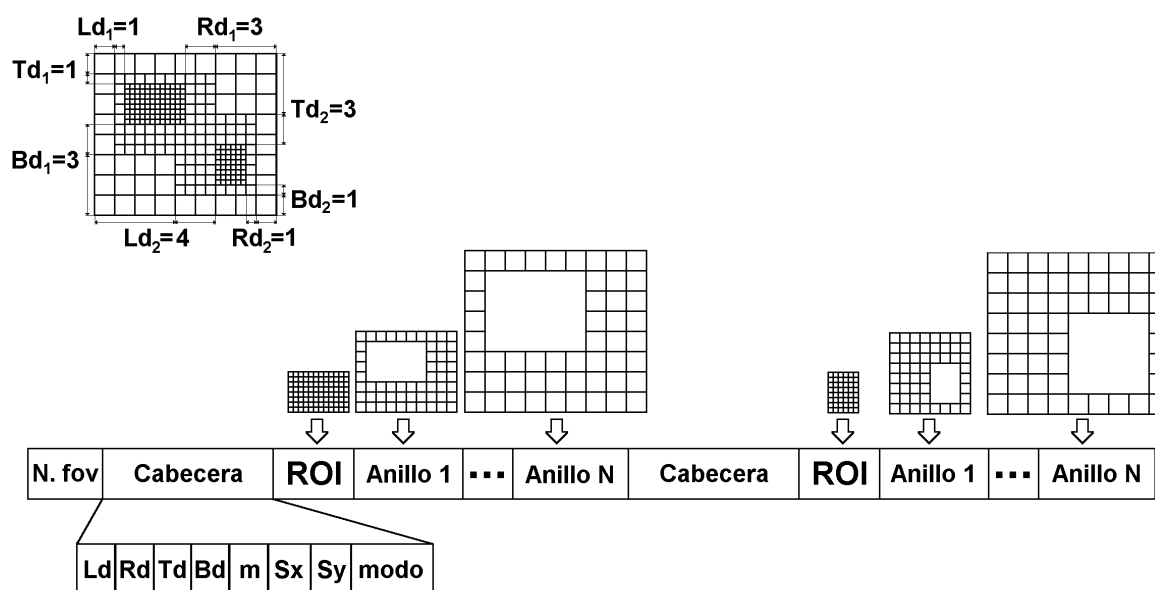 Ld₁=1 Rd₁=3
Td₁=1
Td₂=3
Bd₁=3
Bd₂=1
Ld₂=4 Rd₂=1
N. fov Cabecera ROI Anillo 1 ... Anillo N Cabecera ROI Anillo 1 ... Anillo N
Ld Rd Td Bd m Sx Sy modo